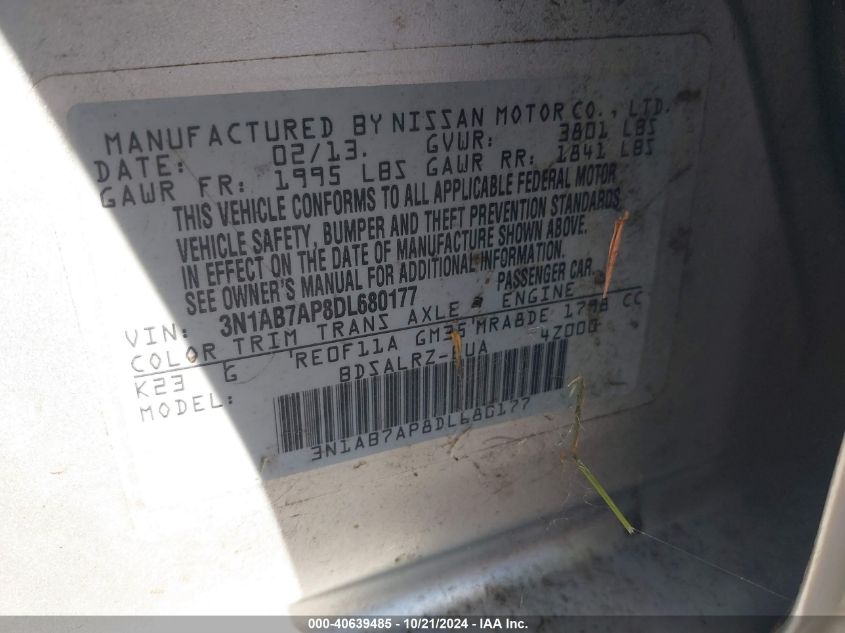 MANUFACTURED BY NISSAN MOTOR CO., LTD.
DATE: 02/13. GVWR: 3801 LBS
GAWR FR: 1995 LBS GAWR RR: 1841 LBS
THIS VEHICLE CONFORMS TO ALL APPLICABLE FEDERAL MOTOR
VEHICLE SAFETY, BUMPER AND THEFT PREVENTION STANDARDS
IN EFFECT ON THE DATE OF MANUFACTURE SHOWN ABOVE.
SEE OWNER'S MANUAL FOR ADDITIONAL INFORMATION.
VIN: 3N1AB7AP8DL680177 PASSENGER CAR
COLOR TRIM TRANS AXLE ENGINE
K23 G RE0F11A GM35 MRA8DE 1798 CC
MODEL: 4Z000
3N1AB7AP8DL680177
000-40639485 - 10/21/2024 - IAA Inc.